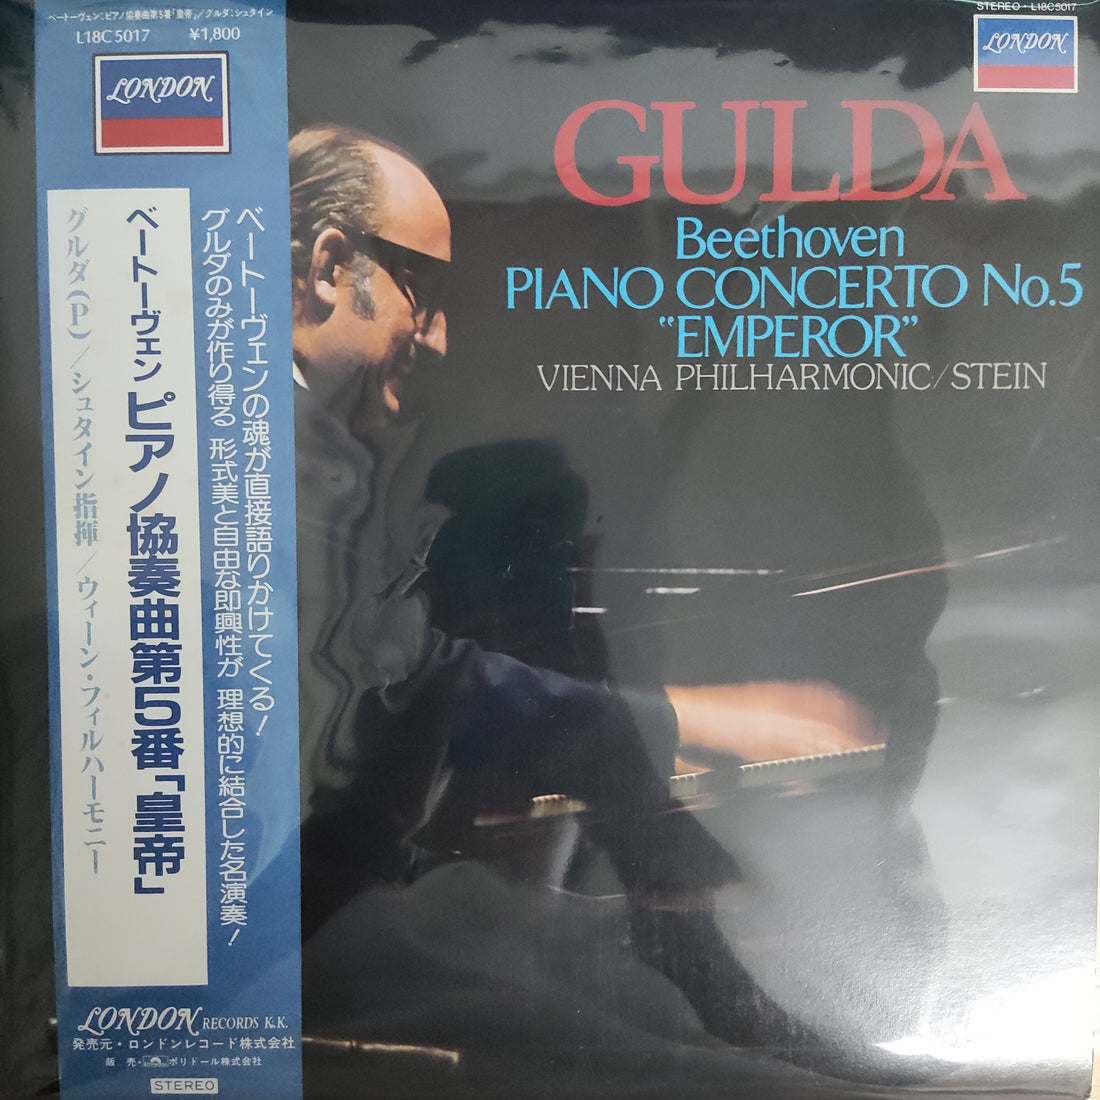 ベートーヴェン:ピアノ協奏曲第5番「皇帝」/グルダ:シュタイン
L18C5017 ¥1,800
LONDON
ベートーヴェンの魂が直接語りかけてくる!
グルダのみが作り得る 形式美と自由な即興性が 理想的に結合した名演奏!
ベートーヴェン ピアノ協奏曲第5番「皇帝」
グルダ(P)/シュタイン指揮/ウィーン・フィルハーモニー
LONDON RECORDS K.K.
発売元・ロンドンレコード株式会社
販売・ポリドール株式会社
STEREO
STEREO・L18C5017
LONDON
GULDA
Beethoven
PIANO CONCERTO No.5
"EMPEROR"
VIENNA PHILHARMONIC/STEIN